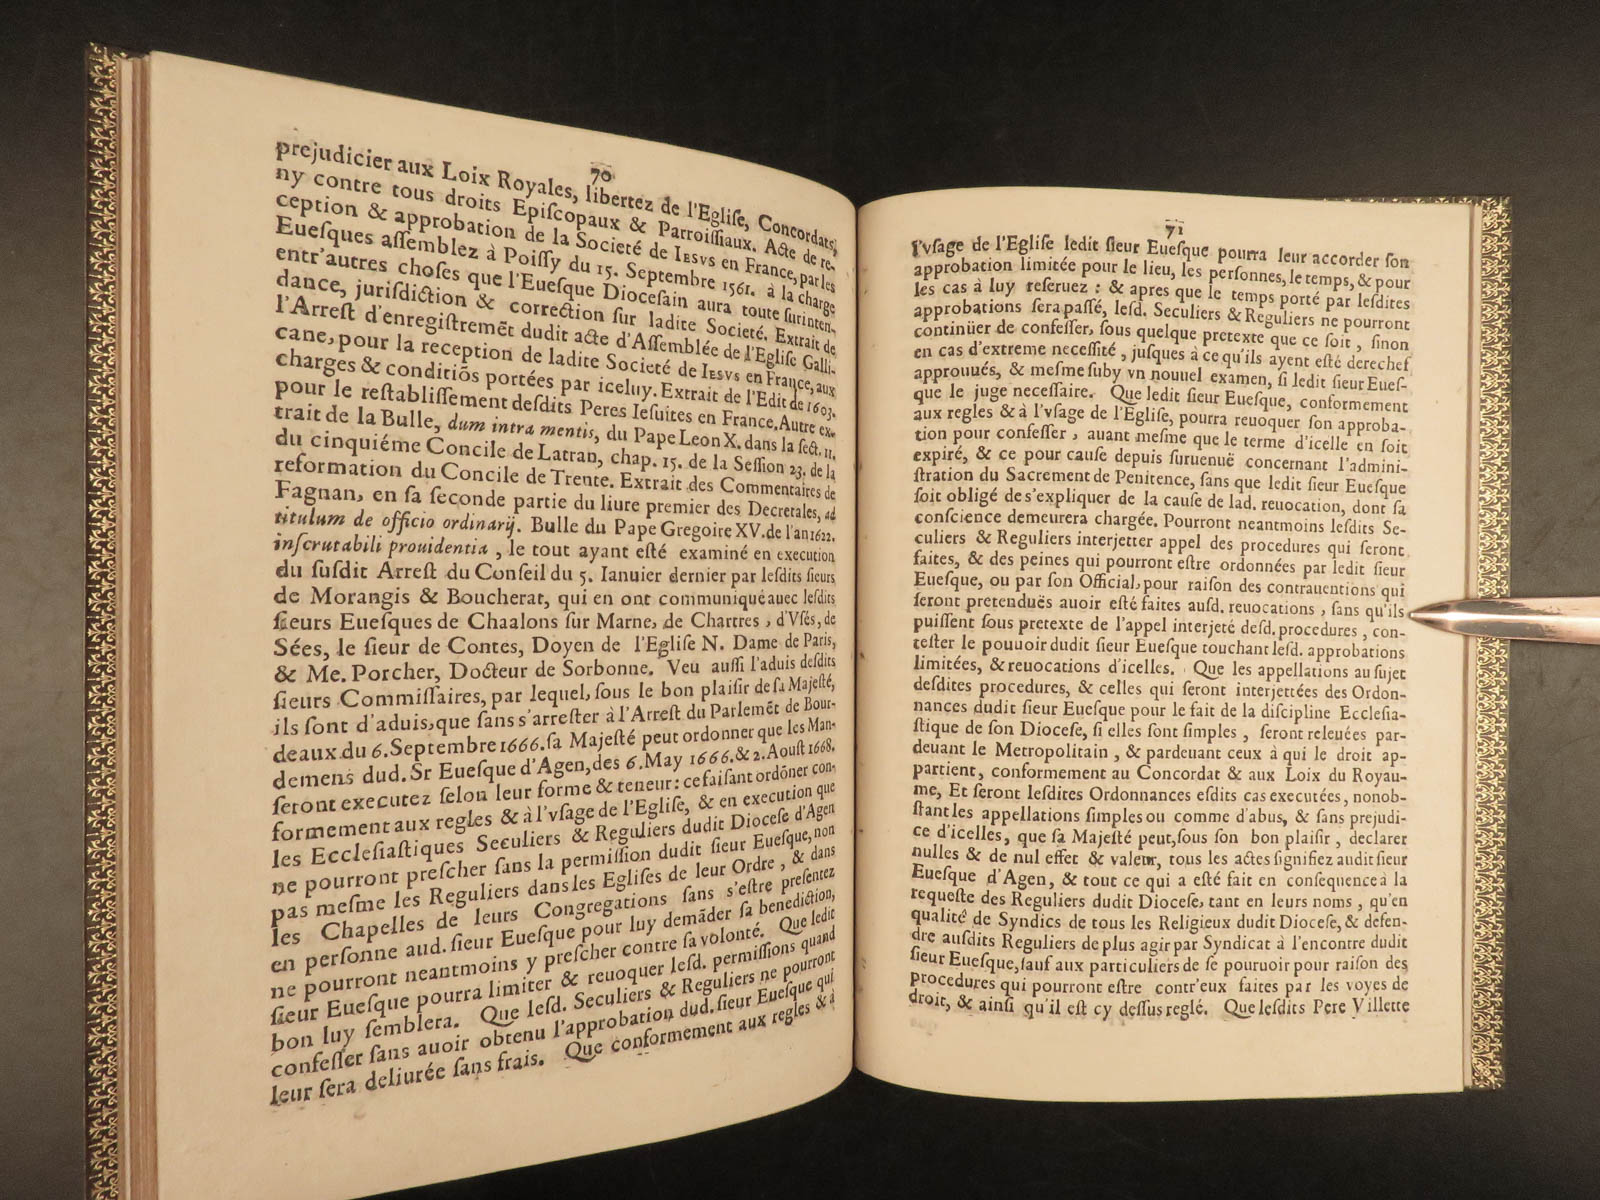 70
prejudicier aux Loix Royales, libertez de l'Egliſe, Concordats,
ny contre tous droits Epiſcopaux & Parroiſſiaux. Acte de re-
ception & approbation de la Societé de Iesvs en France, par les
Eueſques aſſemblez à Poiſſy du 15. Septembre 1561. à la charge
entr'autres choſes que l'Eueſque Dioceſain aura toute ſurinten-
dance, juriſdiction & correction ſur ladite Societé. Extrait de
l'Arreſt d'enregiſtremẽt dudit acte d'Aſſemblée de l'Egliſe Galli-
cane, pour la reception de ladite Societé de Iesvs en France, aux
charges & conditiõs portées par iceluy. Extrait de l'Edit de 1603.
pour le reſtabliſſement deſdits Peres Ieſuites en France, Autre ex-
trait de la Bulle, dum intra mentis, du Pape Leon X. dans la ſect. 11.
du cinquiéme Concile de Latran, chap. 15. de la Seſſion 23. de la
reformation du Concile de Trente. Extrait des Commentaires de
Fagnan, en ſa ſeconde partie du liure premier des Decretales, ad
titulum de officio ordinarij. Bulle du Pape Gregoire XV. de l'an 1622.
inſcrutabili prouidentia, le tout ayant eſté examiné en execution
du ſuſdit Arreſt du Conſeil du 5. Ianuier dernier par leſdits ſieurs
de Morangis & Boucherat, qui en ont communiqué auec leſdits
ſieurs Eueſques de Chaalons ſur Marne, de Chartres, d'Vſés, de
Sées, le ſieur de Contes, Doyen de l'Egliſe N. Dame de Paris,
& Me. Porcher, Docteur de Sorbonne. Veu auſſi l'aduis deſdits
ſieurs Commiſſaires, par lequel, ſous le bon plaiſir de ſa Majeſté,
ils ſont d'aduis, que ſans s'arreſter à l'Arreſt du Parlemẽt de Bour-
deaux du 6. Septembre 1666. ſa Majeſté peut ordonner que les Man-
demens dud. Sr Eueſque d'Agen, des 6. May 1666. & 2. Aouſt 1668.
ſeront executez ſelon leur forme & teneur: ce faiſant ordõner con-
formement aux regles & à l'vſage de l'Egliſe, & en execution que
les Eccleſiaſtiques Seculiers & Reguliers dudit Dioceſe d'Agen
ne pourront preſcher ſans la permiſſion dudit ſieur Eueſque, non
pas meſme les Reguliers dans les Egliſes de leur Ordre, & dans
les Chapelles de leurs Congregations ſans s'eſtre preſentez
en perſonne aud. ſieur Eueſque pour luy demãder ſa benediction,
ne pourront neantmoins y preſcher contre ſa volonté. Que ledit
ſieur Eueſque pourra limiter & reuoquer leſd. permiſſions quand
bon luy ſemblera. Que leſd. Seculiers & Reguliers ne pourront
confeſſer ſans auoir obtenu l'approbation dud. ſieur Eueſque qui
leur ſera deliurée ſans frais. Que conformement aux regles & à
71
l'vſage de l'Egliſe ledit ſieur Eueſque pourra leur accorder ſon
approbation limitée pour le lieu, les perſonnes, le temps, & pour
les cas à luy reſeruez : & apres que le temps porté par leſdites
approbations ſera paſſé, leſd. Seculiers & Reguliers ne pourront
continüer de confeſſer, ſous quelque pretexte que ce ſoit, ſinon
en cas d'extreme neceſſité, juſques à ce qu'ils ayent eſté derechef
approuués, & meſme ſuby vn nouuel examen, ſi ledit ſieur Eueſ-
que le juge neceſſaire. Que ledit ſieur Eueſque, conformement
aux regles & à l'vſage de l'Egliſe, pourra reuoquer ſon approba-
tion pour confeſſer, auant meſme que le terme d'icelle en ſoit
expiré, & ce pour cauſe depuis ſuruenuë concernant l'admini-
ſtration du Sacrement de Penitence, ſans que ledit ſieur Eueſque
ſoit obligé de s'expliquer de la cauſe de lad. reuocation, dont ſa
conſcience demeurera chargée. Pourront neantmoins leſdits Se-
culiers & Reguliers interjetter appel des procedures qui ſeront
faites, & des peines qui pourront eſtre ordonnées par ledit ſieur
Eueſque, ou par ſon Official, pour raiſon des contrauentions qui
ſeront pretenduës auoir eſté faites auſd. reuocations, ſans qu'ils
puiſſent ſous pretexte de l'appel interjeté deſd. procedures, con-
teſter le pouuoir dudit ſieur Eueſque touchant leſd. approbations
limitées, & reuocations d'icelles. Que les appellations au ſujet
deſdites procedures, & celles qui ſeront interjettées des Ordon-
nances dudit ſieur Eueſque pour le fait de la diſcipline Eccleſia-
ſtique de ſon Dioceſe, ſi elles ſont ſimples, ſeront releuées par-
deuant le Metropolitain, & pardeuant ceux à qui le droit ap-
partient, conformement au Concordat & aux Loix du Royau-
me, Et ſeront leſdites Ordonnances eſdits cas executées, nonob-
ſtant les appellations ſimples ou comme d'abus, & ſans prejudi-
ce d'icelles, que ſa Majeſté peut, ſous ſon bon plaiſir, declarer
nulles & de nul effet & valeur, tous les actes ſignifiez audit ſieur
Eueſque d'Agen, & tout ce qui a eſté fait en conſequence à la
requeſte des Reguliers dudit Dioceſe, tant en leurs noms, qu'en
qualité de Syndics de tous les Religieux dudit Dioceſe, & defen-
dre auſdits Reguliers de plus agir par Syndicat à l'encontre dudit
ſieur Eueſque, ſauf aux particuliers de ſe pouruoir pour raiſon des
procedures qui pourront eſtre contr'eux faites par les voyes de
droit, & ainſi qu'il eſt cy deſſus reglé. Que leſdits Pere Villette